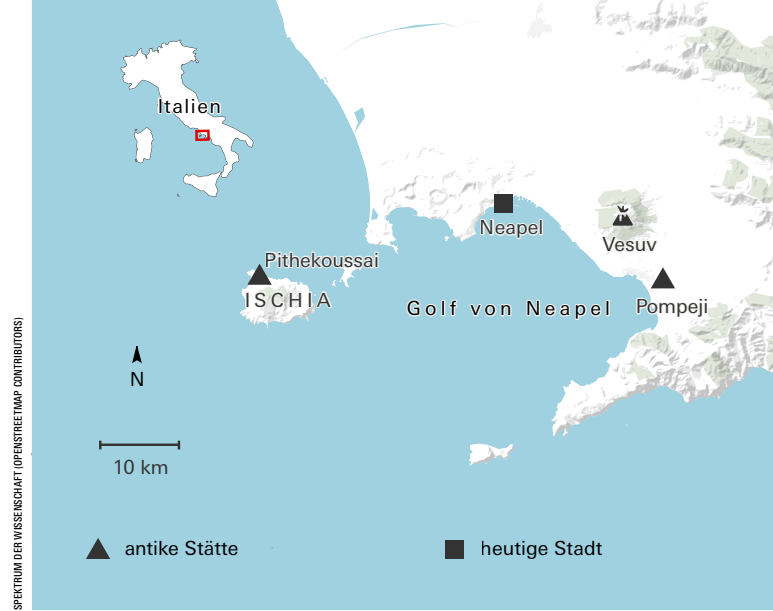 Italien
Neapel
Vesuv
Pithekoussai
ISCHIA
Golf von Neapel
Pompeji
N
10 km
antike Stätte
heutige Stadt
SPEKTRUM DER WISSENSCHAFT (OPENSTREETMAP CONTRIBUTORS)